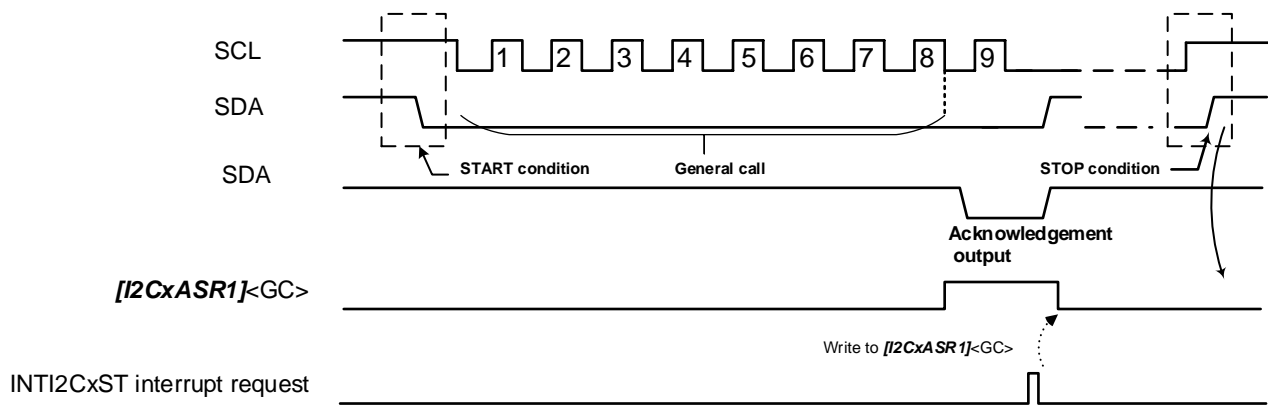 SCL
1 2 3 4 5 6 7 8 9
SDA
START condition
General call
STOP condition
SDA
Acknowledgement
output
[I2CxASR1]<GC>
Write to [I2CxASR1]<GC>
INTI2CxST interrupt request